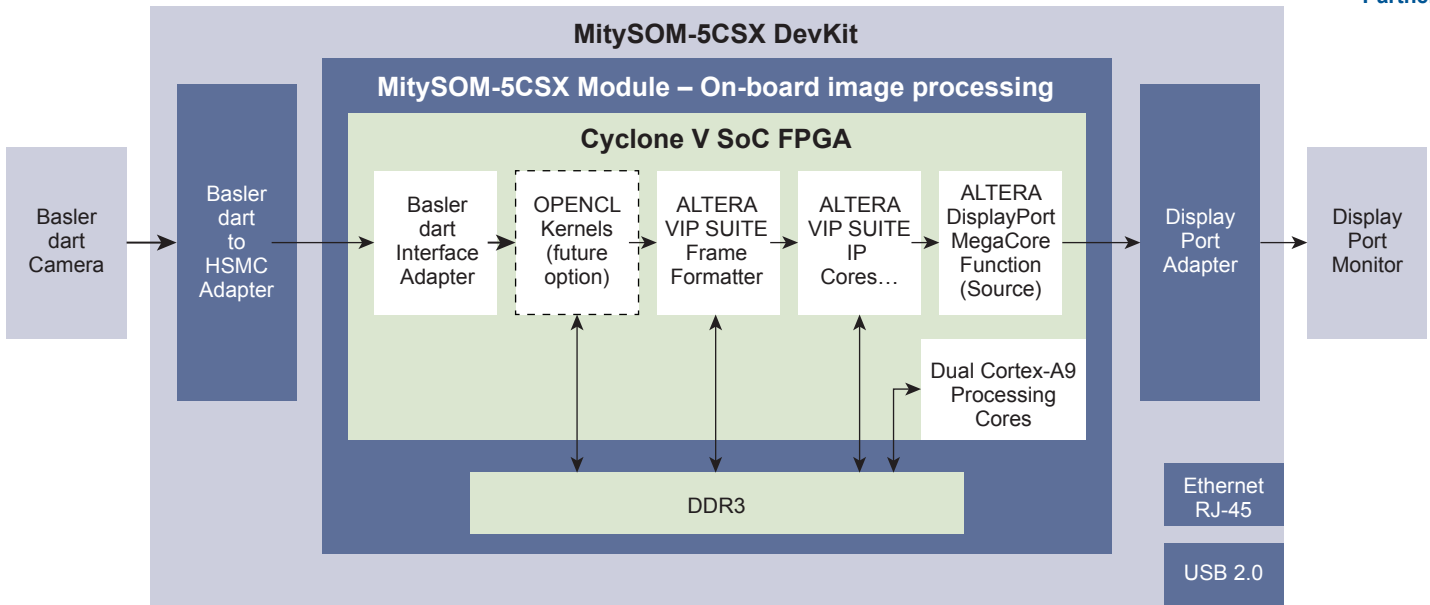 Partne
MitySOM-5CSX DevKit
MitySOM-5CSX Module – On-board image processing
Cyclone V SoC FPGA
Basler
dart
Camera
Basler
dart
to
HSMC
Adapter
Basler
dart
Interface
Adapter
OPENCL
Kernels
(future
option)
ALTERA
VIP SUITE
Frame
Formatter
ALTERA
VIP SUITE
IP
Cores…
ALTERA
DisplayPort
MegaCore
Function
(Source)
Display
Port
Adapter
Display
Port
Monitor
Dual Cortex-A9
Processing
Cores
DDR3
Ethernet
RJ-45
USB 2.0